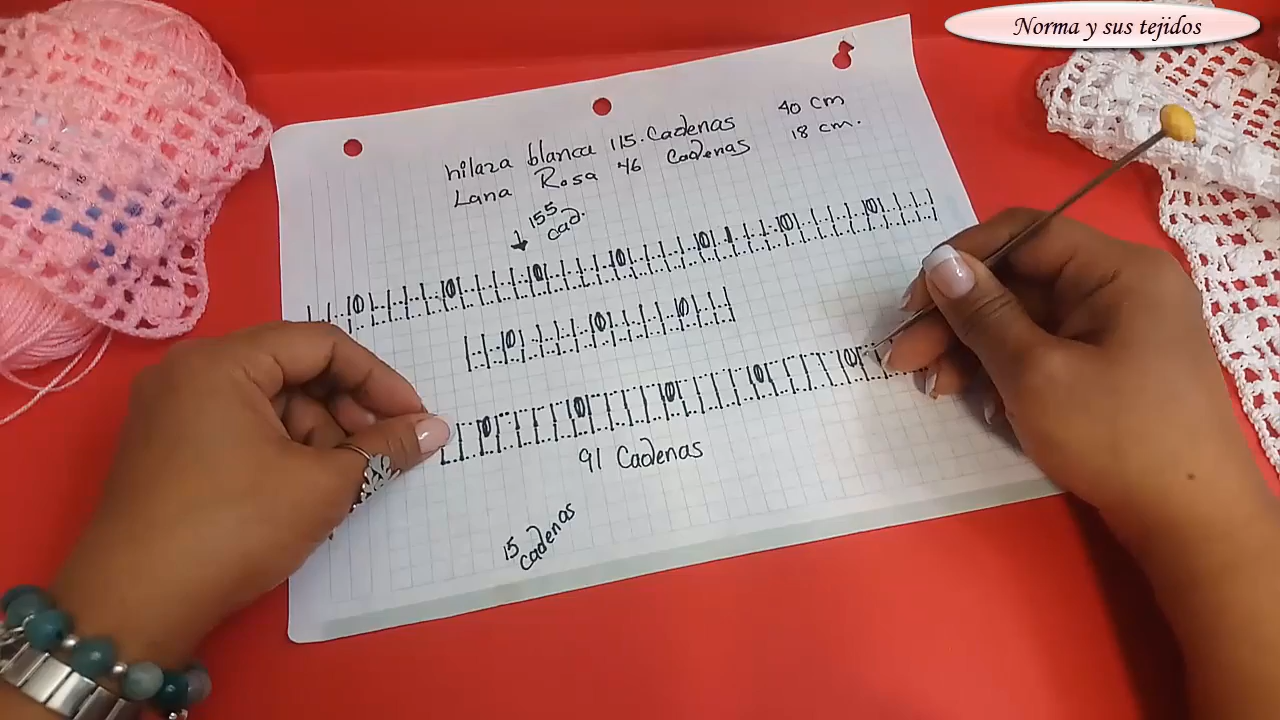 Norma y sus tejidos
hilaza blanca 115. Cadenas 40 cm
Lana Rosa 46 Cadenas 18 cm.
155
cad.
91 Cadenas
15
cadenas